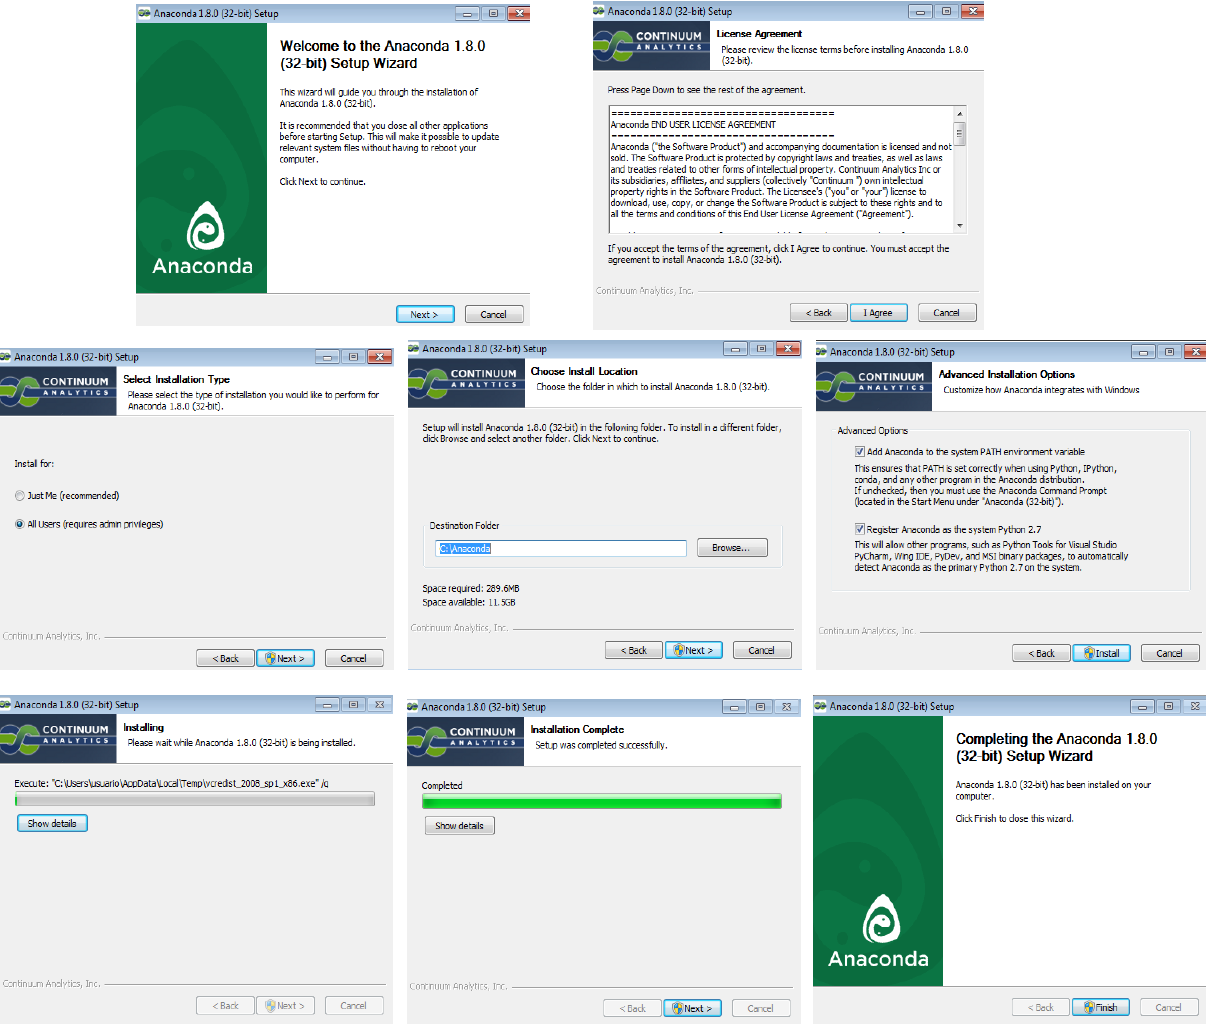 Anaconda 1.8.0 (32-bit) Setup
Welcome to the Anaconda 1.8.0
(32-bit) Setup Wizard
This wizard will guide you through the installation of
Anaconda 1.8.0 (32-bit).
It is recommended that you close all other applications
before starting Setup. This will make it possible to update
relevant system files without having to reboot your
computer.
Click Next to continue.
Anaconda
Next >
Cancel
Anaconda 1.8.0 (32-bit) Setup
CONTINUUM
ANALYTICS
License Agreement
Please review the license terms before installing Anaconda 1.8.0
(32-bit).
Press Page Down to see the rest of the agreement.
===================================
Anaconda END USER LICENSE AGREEMENT
===================================
Anaconda ("the Software Product") and accompanying documentation is licensed and not
sold. The Software Product is protected by copyright laws and treaties, as well as laws
and treaties related to other forms of intellectual property. Continuum Analytics Inc or
its subsidiaries, affiliates, and suppliers (collectively "Continuum ") own intellectual
property rights in the Software Product. The Licensee's ("you" or "your") license to
download, use, copy, or change the Software Product is subject to these rights and to
all the terms and conditions of this End User License Agreement ("Agreement").
If you accept the terms of the agreement, click I Agree to continue. You must accept the
agreement to install Anaconda 1.8.0 (32-bit).
Continuum Analytics, Inc.
< Back
I Agree
Cancel
Anaconda 1.8.0 (32-bit) Setup
CONTINUUM
ANALYTICS
Select Installation Type
Please select the type of installation you would like to perform for
Anaconda 1.8.0 (32-bit).
Install for:
Just Me (recommended)
All Users (requires admin privileges)
Continuum Analytics, Inc.
< Back
Next >
Cancel
Anaconda 1.8.0 (32-bit) Setup
CONTINUUM
ANALYTICS
Choose Install Location
Choose the folder in which to install Anaconda 1.8.0 (32-bit).
Setup will install Anaconda 1.8.0 (32-bit) in the following folder. To install in a different folder,
click Browse and select another folder. Click Next to continue.
Destination Folder
C:\Anaconda
Browse...
Space required: 289.6MB
Space available: 11.5GB
Continuum Analytics, Inc.
< Back
Next >
Cancel
Anaconda 1.8.0 (32-bit) Setup
CONTINUUM
ANALYTICS
Advanced Installation Options
Customize how Anaconda integrates with Windows
Advanced Options
Add Anaconda to the system PATH environment variable
This ensures that PATH is set correctly when using Python, IPython,
conda, and any other program in the Anaconda distribution.
If unchecked, then you must use the Anaconda Command Prompt
(located in the Start Menu under "Anaconda (32-bit)").
Register Anaconda as the system Python 2.7
This will allow other programs, such as Python Tools for Visual Studio
PyCharm, Wing IDE, PyDev, and MSI binary packages, to automatically
detect Anaconda as the primary Python 2.7 on the system.
Continuum Analytics, Inc.
< Back
Install
Cancel
Anaconda 1.8.0 (32-bit) Setup
CONTINUUM
ANALYTICS
Installing
Please wait while Anaconda 1.8.0 (32-bit) is being installed.
Execute: "C:\Users\usuario\AppData\Local\Temp\vcredist_2008_sp1_x86.exe" /q
Show details
Continuum Analytics, Inc.
< Back
Next >
Cancel
Anaconda 1.8.0 (32-bit) Setup
CONTINUUM
ANALYTICS
Installation Complete
Setup was completed successfully.
Completed
Show details
Continuum Analytics, Inc.
< Back
Next >
Cancel
Anaconda 1.8.0 (32-bit) Setup
Completing the Anaconda 1.8.0
(32-bit) Setup Wizard
Anaconda 1.8.0 (32-bit) has been installed on your
computer.
Click Finish to close this wizard.
Anaconda
< Back
Finish
Cancel